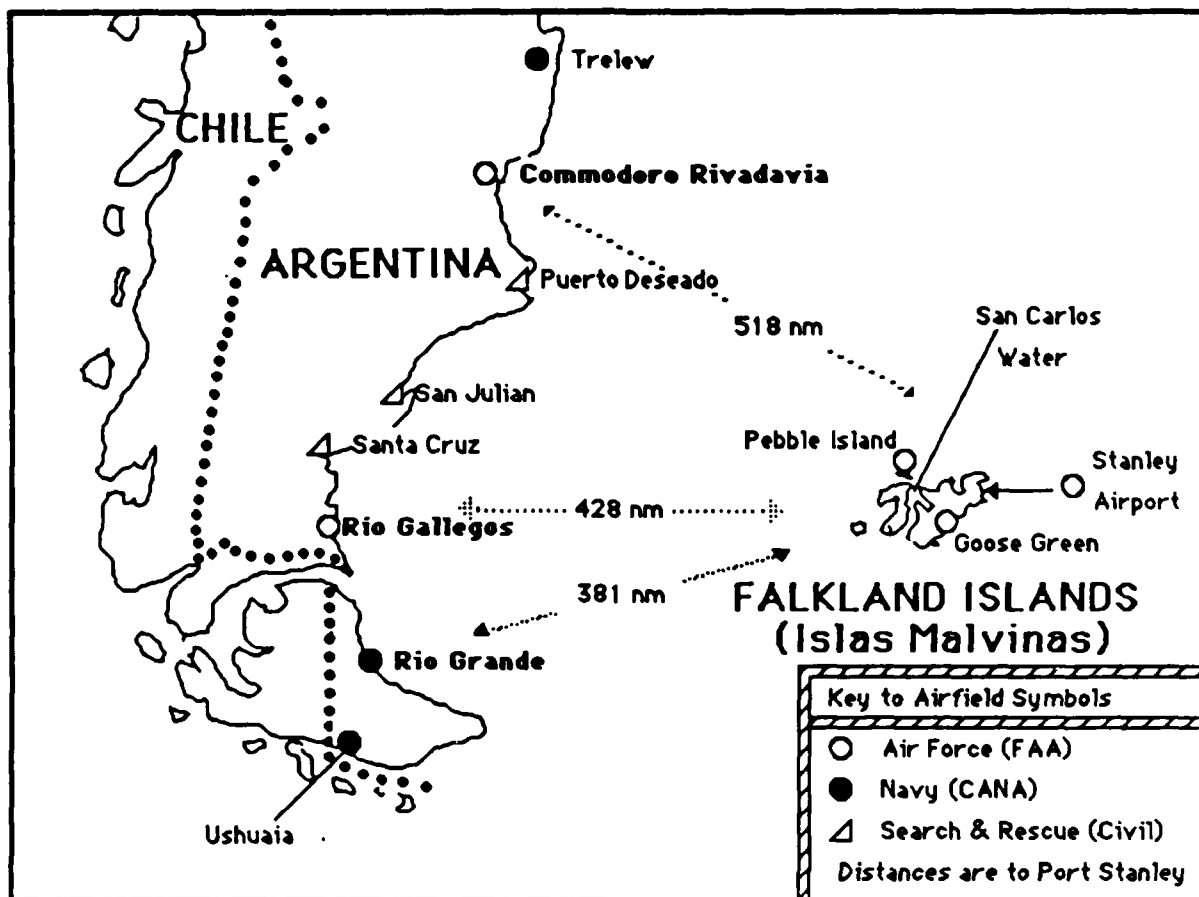 Trelew
CHILE
Commodore Rivadavia
ARGENTINA
Puerto Deseado
518 nm
San Carlos
Water
San Julian
Santa Cruz
Pebble Island
Stanley
Airport
428 nm
Rio Gallegos
Goose Green
381 nm
FALKLAND ISLANDS
(Islas Malvinas)
Rio Grande
Ushuaia
Key to Airfield Symbols
Air Force (FAA)
Navy (CANA)
Search & Rescue (Civil)
Distances are to Port Stanley